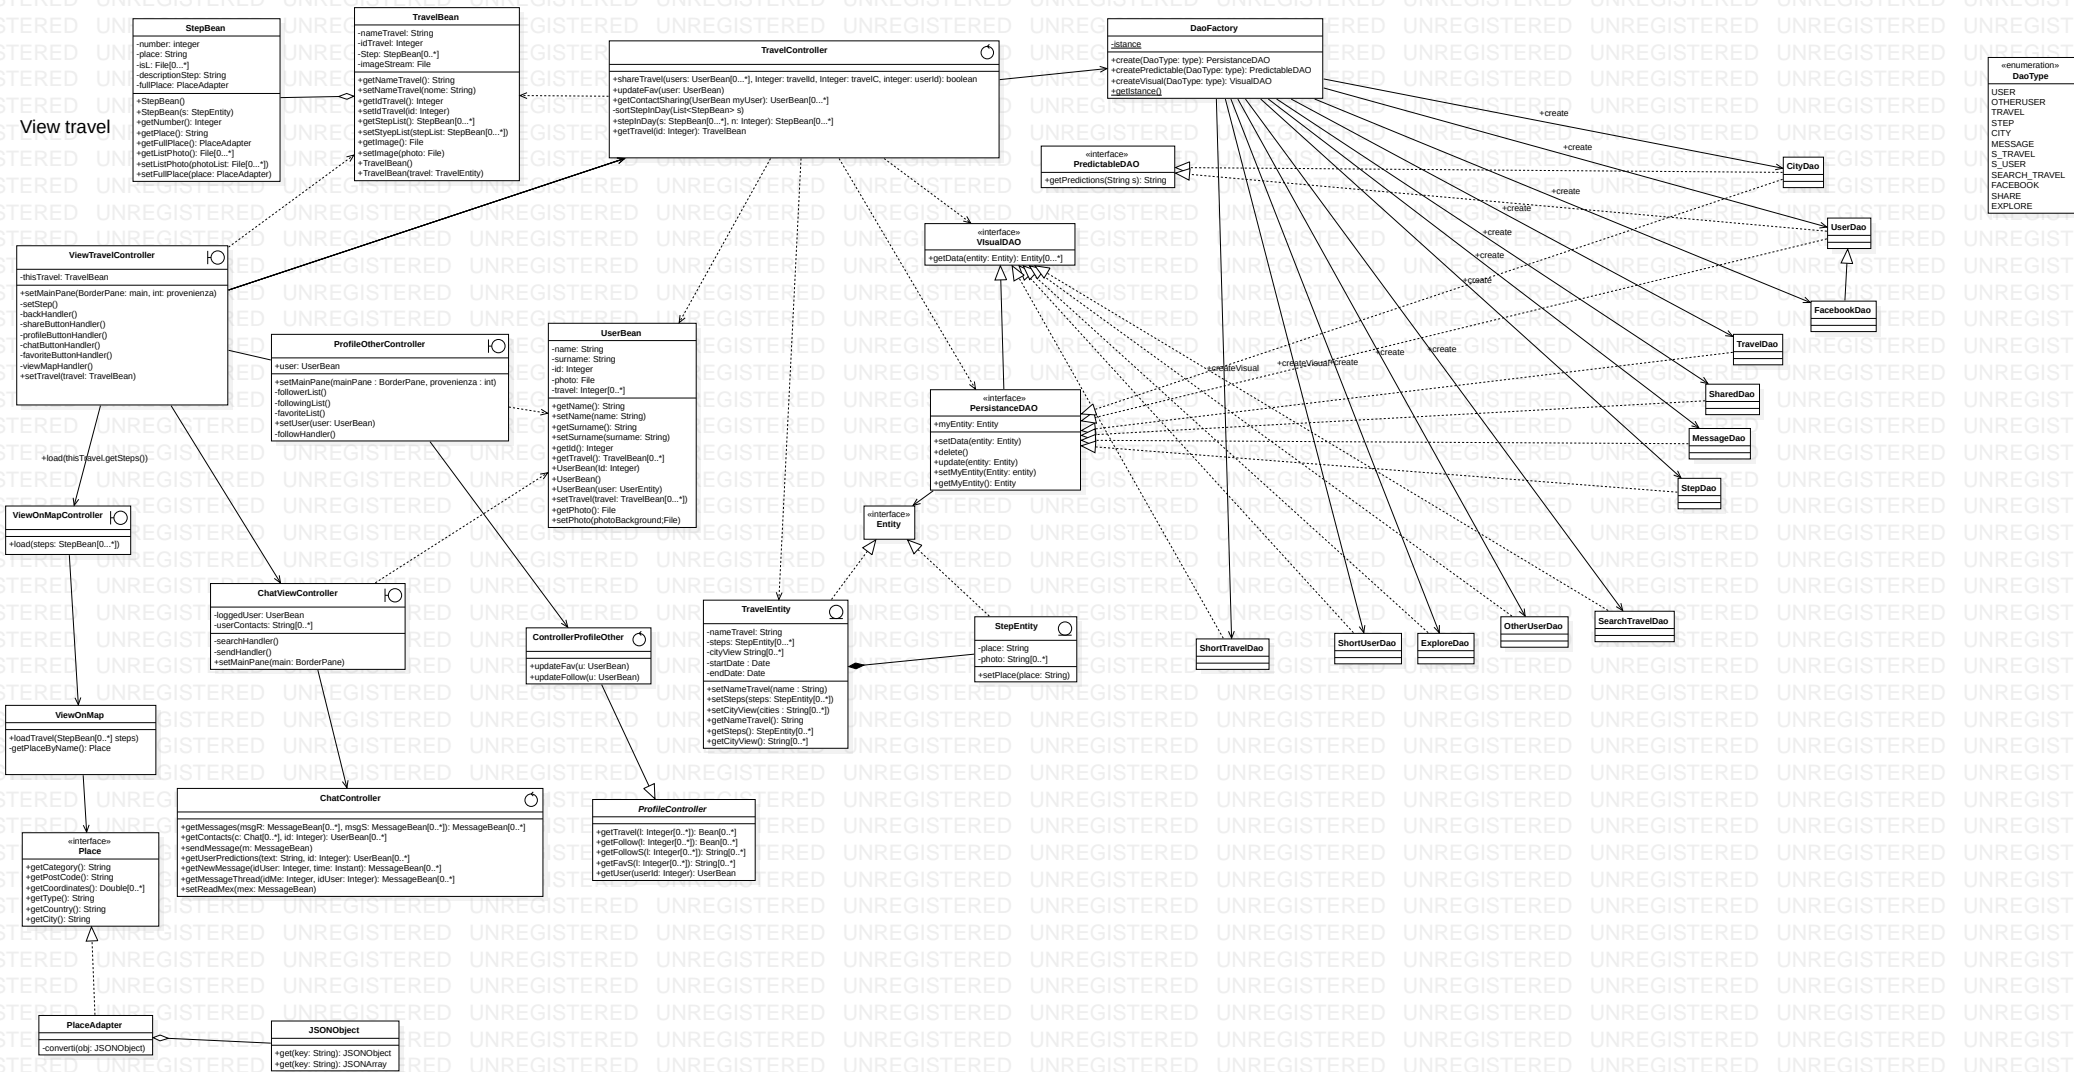 View travel
StepBean
-number: integer
-place: String
-isL: File[0...*]
-descriptionStep: String
-fullPlace: PlaceAdapter
+StepBean()
+StepBean(s: StepEntity)
+getNumber(): Integer
+getPlace(): String
+getFullPlace(): PlaceAdapter
+getListPhoto(): File[0...*]
+setListPhoto(photoList: File[0...*])
+setFullPlace(place: PlaceAdapter)
TravelBean
-nameTravel: String
-idTravel: Integer
-Step: StepBean[0..*]
-imageStream: File
+getNameTravel(): String
+setNameTravel(nome: String)
+getIdTravel(): Integer
+setIdTravel(id: Integer)
+getStepList(): StepBean[0..*]
+setStyepList(stepList: StepBean[0..*])
+getImage(): File
+setImage(photo: File)
+TravelBean()
+TravelBean(travel: TravelEntity)
TravelController
+shareTravel(users: UserBean[0...*], Integer: travelId, Integer: travelC, integer: userId): boolean
+updateFav(user: UserBean)
+getContactSharing(UserBean myUser): UserBean[0...*]
-sortStepInDay(List<StepBean> s)
+stepInDay(s: StepBean[0...*], n: Integer): StepBean[0...*]
+getTravel(id: Integer): TravelBean
DaoFactory
-istance
+create(DaoType: type): PersistanceDAO
+createPredictable(DaoType: type): PredictableDAO
+createVisual(DaoType: type): VisualDAO
+getIstance()
«enumeration»
DaoType
USER
OTHERUSER
TRAVEL
STEP
CITY
MESSAGE
S_TRAVEL
S_USER
SEARCH_TRAVEL
FACEBOOK
SHARE
EXPLORE
«interface»
PredictableDAO
+getPredictions(String s): String
+create
+create
+create
+create
+create
+create
+create
+create
+create
+create
+createVisual
+createVisual
CityDao
UserDao
FacebookDao
TravelDao
SharedDao
MessageDao
StepDao
«interface»
VIsualDAO
+getData(entity: Entity): Entity[0...*]
ViewTravelController
-thisTravel: TravelBean
+setMainPane(BorderPane: main, int: provenienza)
-setStep()
-backHandler()
-shareButtonHandler()
-profileButtonHandler()
-chatButtonHandler()
-favoriteButtonHandler()
-viewMapHandler()
+setTravel(travel: TravelBean)
ProfileOtherController
+user: UserBean
+setMainPane(mainPane : BorderPane, provenienza : int)
-followerList()
-followingList()
-favoriteList()
+setUser(user: UserBean)
-followHandler()
UserBean
-name: String
-surname: String
-id: Integer
-photo: File
-travel: Integer[0..*]
+getName(): String
+setName(name: String)
+getSurname(): String
+setSurname(surname: String)
+getId(): Integer
+getTravel(): TravelBean[0..*]
+UserBean(Id: Integer)
+UserBean()
+UserBean(user: UserEntity)
+setTravel(travel: TravelBean[0...*])
+getPhoto(): File
+setPhoto(photoBackground;File)
«interface»
PersistanceDAO
+myEntity: Entity
+setData(entity: Entity)
+delete()
+update(entity: Entity)
+setMyEntity(Entity: entity)
+getMyEntity(): Entity
«interface»
Entity
+load(thisTravel.getSteps())
ViewOnMapController
+load(steps: StepBean[0...*])
ChatViewController
-loggedUser: UserBean
-userContacts: String[0..*]
-searchHandler()
-sendHandler()
+setMainPane(main: BorderPane)
ControllerProfileOther
+updateFav(u: UserBean)
+updateFollow(u: UserBean)
TravelEntity
-nameTravel: String
-steps: StepEntity[0...*]
-cityView String[0..*]
-startDate : Date
-endDate: Date
+setNameTravel(name : String)
+setSteps(steps: StepEntity[0..*])
+setCityView(cities : String[0..*])
+getNameTravel(): String
+getSteps(): StepEntity[0..*]
+getCityView(): String[0..*]
StepEntity
-place: String
-photo: String[0..*]
+setPlace(place: String)
ShortTravelDao
ShortUserDao
ExploreDao
OtherUserDao
SearchTravelDao
ViewOnMap
+loadTravel(StepBean[0..*] steps)
-getPlaceByName(): Place
ChatController
+getMessages(msgR: MessageBean[0..*], msgS: MessageBean[0..*]): MessageBean[0..*]
+getContacts(c: Chat[0..*], id: Integer): UserBean[0..*]
+sendMessage(m: MessageBean)
+getUserPredictions(text: String, id: Integer): UserBean[0..*]
+getNewMessage(idUser: Integer, time: Instant): MessageBean[0..*]
+getMessageThread(idMe: Integer, idUser: Integer): MessageBean[0..*]
+setReadMex(mex: MessageBean)
ProfileController
+getTravel(l: Integer[0..*]): Bean[0..*]
+getFollow(l: Integer[0..*]): Bean[0..*]
+getFollowS(l: Integer[0..*]): String[0..*]
+getFavS(l: Integer[0..*]): String[0..*]
+getUser(userId: Integer): UserBean
«interface»
Place
+getCategory(): String
+getPostCode(): String
+getCoordinates(): Double[0..*]
+getType(): String
+getCountry(): String
+getCity(): String
PlaceAdapter
-converti(obj: JSONObject)
JSONObject
+get(key: String): JSONObject
+get(key: String): JSONArray